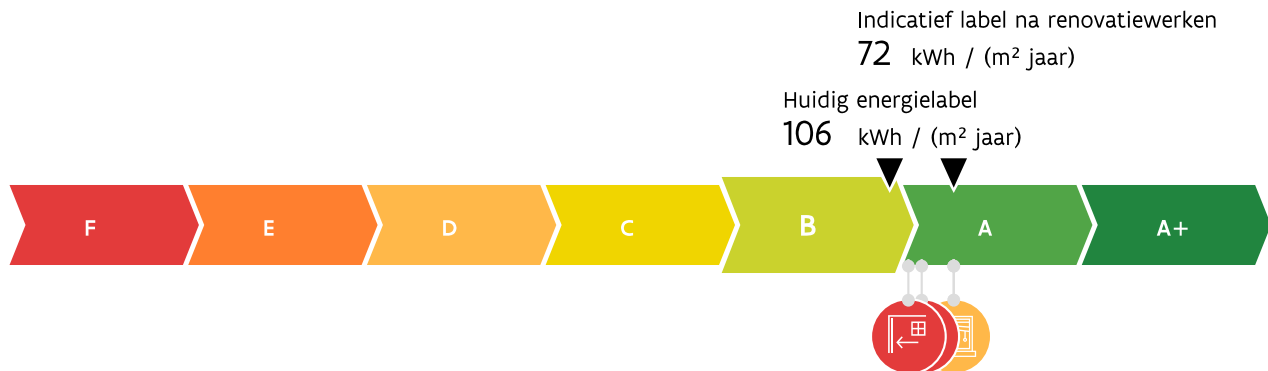 Indicatief label na renovatiewerken
72 kWh / (m² jaar)
Huidig energielabel
106 kWh / (m² jaar)
F E D C B A A+